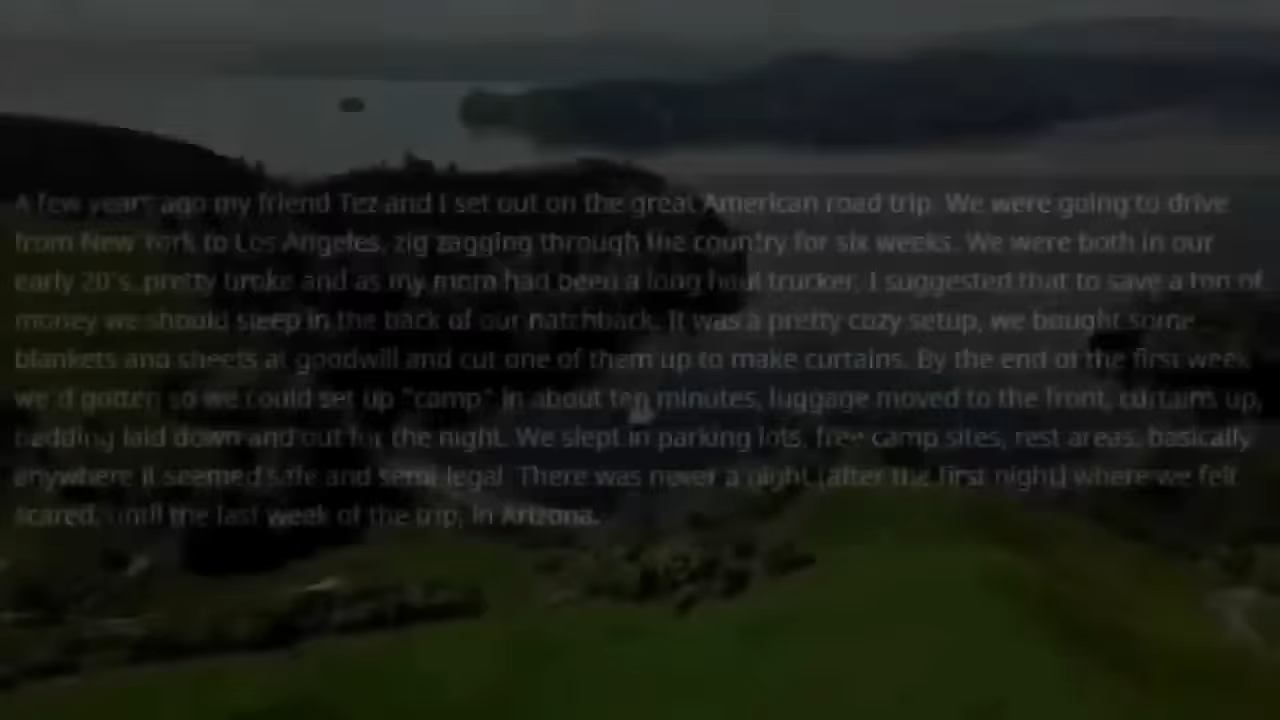 A few years ago my friend Tez and I set out on the great American road trip. We were going to drive
from New York to Los Angeles, zig zagging through the country for six weeks. We were both in our
early 20's, pretty broke and as my mom had been a long haul trucker, I suggested that to save a ton of
money we should sleep in the back of our hatchback. It was a pretty cozy setup, we bought some
blankets and sheets at goodwill and cut one of them up to make curtains. By the end of the first week
we'd gotten so we could set up "camp" in about ten minutes, luggage moved to the front, curtains up,
bedding laid down and out for the night. We slept in parking lots, free camp sites, rest areas, basically
anywhere it seemed safe and semi legal. There was never a night (after the first night) where we felt
scared, until the last week of the trip, in Arizona.